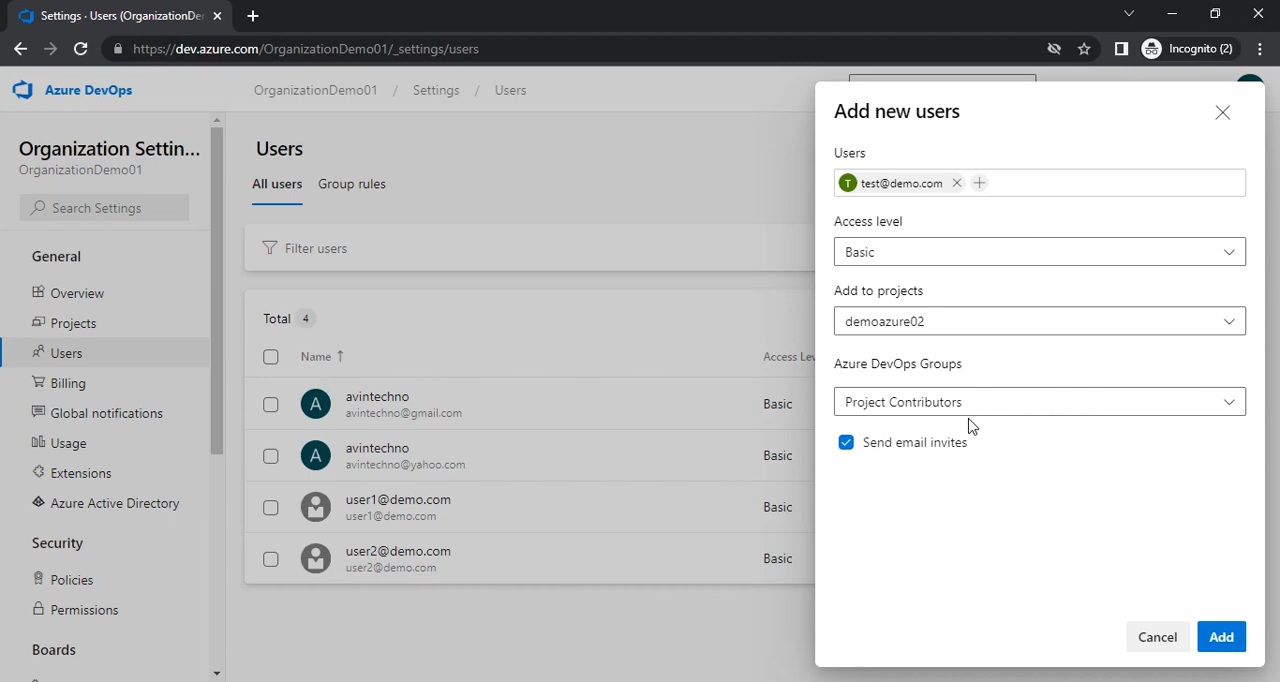 Settings - Users (OrganizationDe
https://dev.azure.com/OrganizationDemo01/_settings/users
Incognito (2)
Azure DevOps
OrganizationDemo01 / Settings / Users
Organization Settin...
OrganizationDemo01
Search Settings
General
Overview
Projects
Users
Billing
Global notifications
Usage
Extensions
Azure Active Directory
Security
Policies
Permissions
Boards
Users
All users Group rules
Filter users
Total 4
Name ↑ Access Lev
A avintechno Basic
avintechno@gmail.com
A avintechno Basic
avintechno@yahoo.com
user1@demo.com Basic
user1@demo.com
user2@demo.com Basic
user2@demo.com
Add new users
Users
T test@demo.com
Access level
Basic
Add to projects
demoazure02
Azure DevOps Groups
Project Contributors
Send email invites
Cancel Add